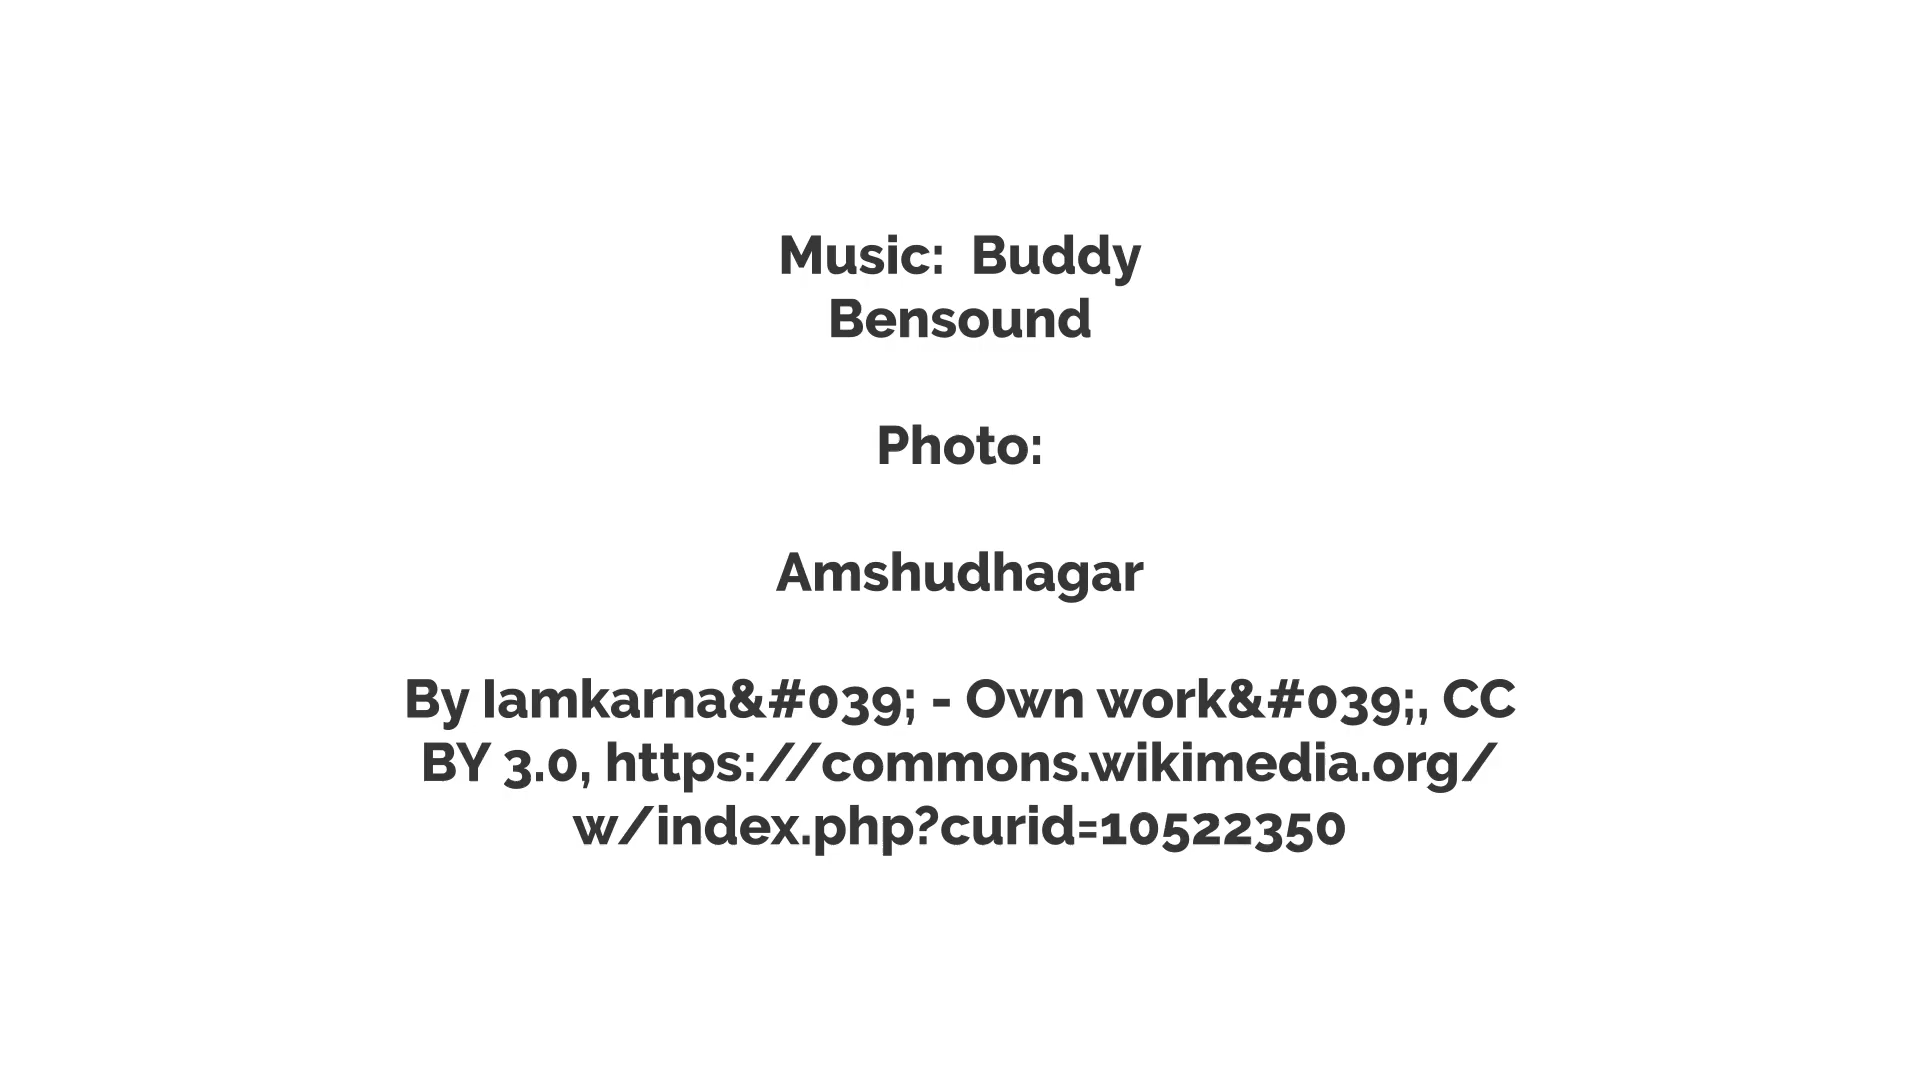 Music:  Buddy
Bensound
Photo:
Amshudhagar
By Iamkarna&#039; - Own work&#039;, CC
BY 3.0, https://commons.wikimedia.org/
w/index.php?curid=10522350